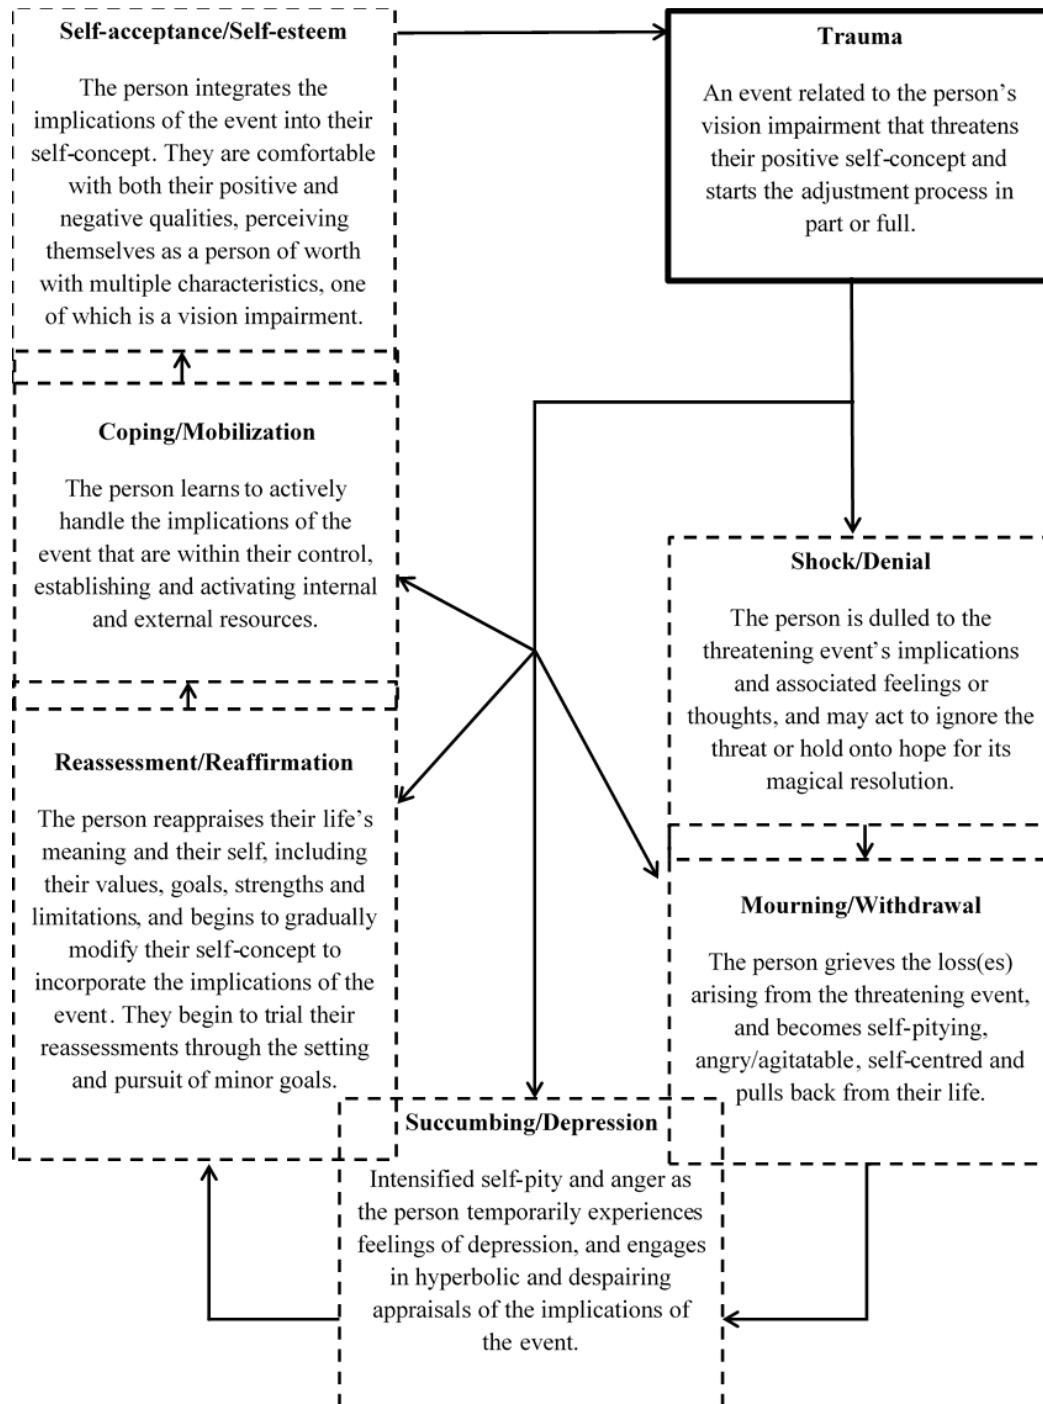 Self-acceptance/Self-esteem
The person integrates the
implications of the event into their
self-concept. They are comfortable
with both their positive and
negative qualities, perceiving
themselves as a person of worth
with multiple characteristics, one
of which is a vision impairment.
Trauma
An event related to the person's
vision impairment that threatens
their positive self-concept and
starts the adjustment process in
part or full.
Coping/Mobilization
The person learns to actively
handle the implications of the
event that are within their control,
establishing and activating internal
and external resources.
Shock/Denial
The person is dulled to the
threatening event's implications
and associated feelings or
thoughts, and may act to ignore the
threat or hold onto hope for its
magical resolution.
Reassessment/Reaffirmation
The person reappraises their life's
meaning and their self, including
their values, goals, strengths and
limitations, and begins to gradually
modify their self-concept to
incorporate the implications of the
event. They begin to trial their
reassessments through the setting
and pursuit of minor goals.
Mourning/Withdrawal
The person grieves the loss(es)
arising from the threatening event,
and becomes self-pitying,
angry/agitatable, self-centred and
pulls back from their life.
Succumbing/Depression
Intensified self-pity and anger as
the person temporarily experiences
feelings of depression, and engages
in hyperbolic and despairing
appraisals of the implications of
the event.